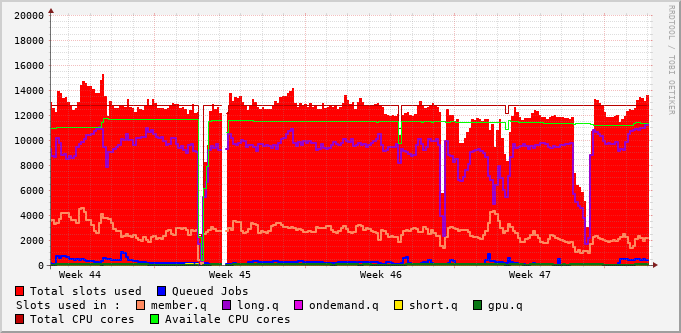 20000
18000
16000
14000
12000
10000
8000
6000
4000
2000
0
Week 44 Week 45 Week 46 Week 47
Total slots used Queued Jobs
Slots used in : member.q long.q ondemand.q short.q gpu.q
Total CPU cores Availale CPU cores
RRDTOOL / TOBI OETIKER